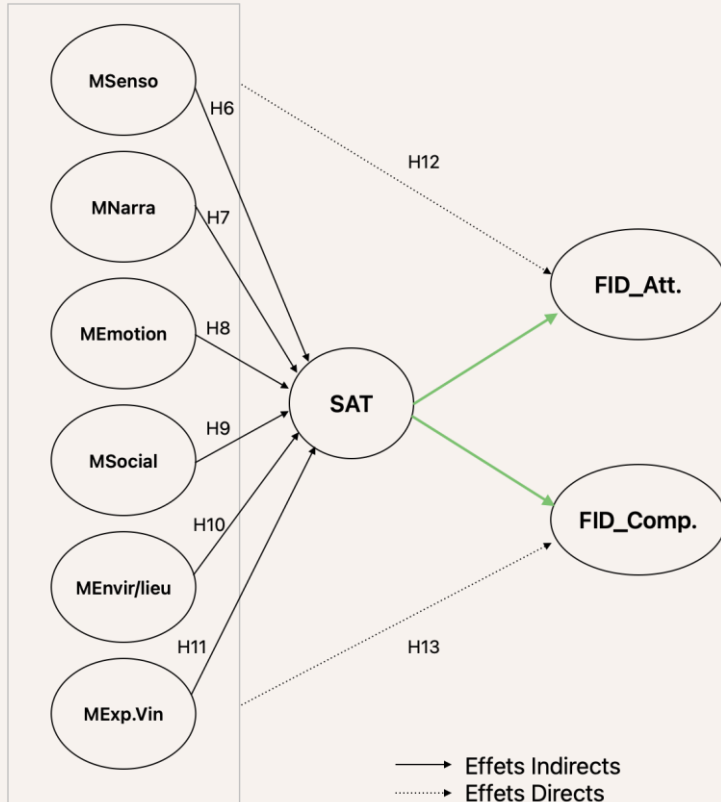 MSenso
H6
H12
MNarra
H7
FID_Att.
MEmotion
H8
SAT
MSocial
H9
H10
FID_Comp.
MEnvir/lieu
H11
H13
MExp.Vin
Effets Indirects
Effets Directs